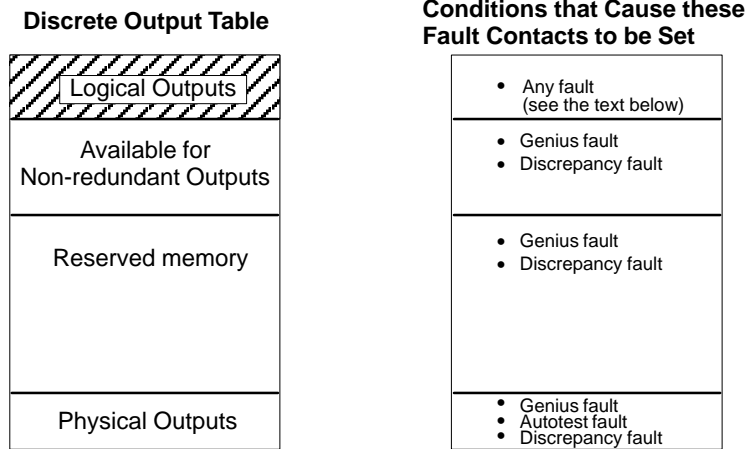 Discrete Output Table
Logical Outputs
Available for
Non-redundant Outputs
Reserved memory
Physical Outputs
Conditions that Cause these
Fault Contacts to be Set
• Any fault
(see the text below)
• Genius fault
• Discrepancy fault
• Genius fault
• Discrepancy fault
• Genius fault
• Autotest fault
• Discrepancy fault